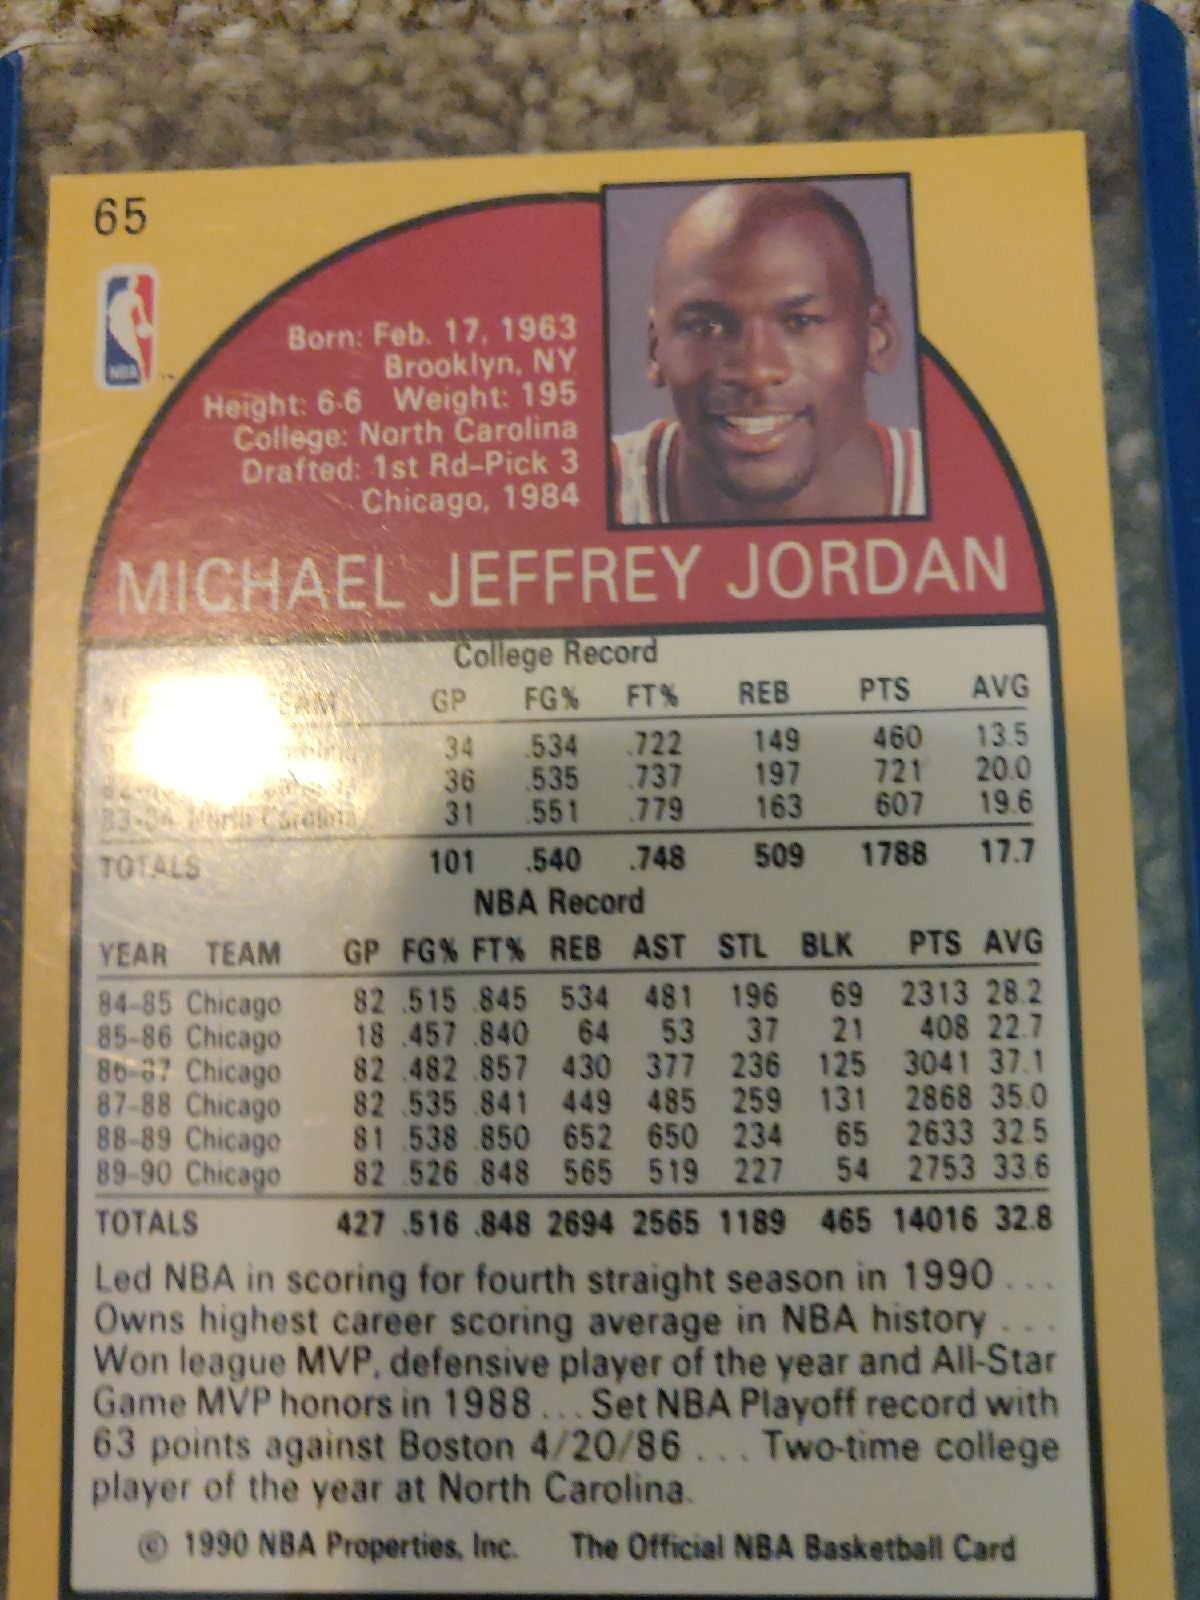 65
NBA
Born: Feb. 17, 1963
Brooklyn, NY
Height: 6-6 Weight: 195
College: North Carolina
Drafted: 1st Rd-Pick 3
Chicago, 1984
MICHAEL JEFFREY JORDAN
College Record
GP FG% FT% REB PTS AVG
34 .534 .722 149 460 13.5
36 .535 .737 197 721 20.0
83-84 North Carolina 31 .551 .779 163 607 19.6
TOTALS 101 .540 .748 509 1788 17.7
NBA Record
YEAR TEAM GP FG% FT% REB AST STL BLK PTS AVG
84-85 Chicago 82 .515 .845 534 481 196 69 2313 28.2
85-86 Chicago 18 .457 .840 64 53 37 21 408 22.7
86-87 Chicago 82 .482 .857 430 377 236 125 3041 37.1
87-88 Chicago 82 .535 .841 449 485 259 131 2868 35.0
88-89 Chicago 81 .538 .850 652 650 234 65 2633 32.5
89-90 Chicago 82 .526 .848 565 519 227 54 2753 33.6
TOTALS 427 .516 .848 2694 2565 1189 465 14016 32.8
Led NBA in scoring for fourth straight season in 1990 ...
Owns highest career scoring average in NBA history ...
Won league MVP, defensive player of the year and All-Star
Game MVP honors in 1988 ... Set NBA Playoff record with
63 points against Boston 4/20/86 ... Two-time college
player of the year at North Carolina.
© 1990 NBA Properties, Inc. The Official NBA Basketball Card